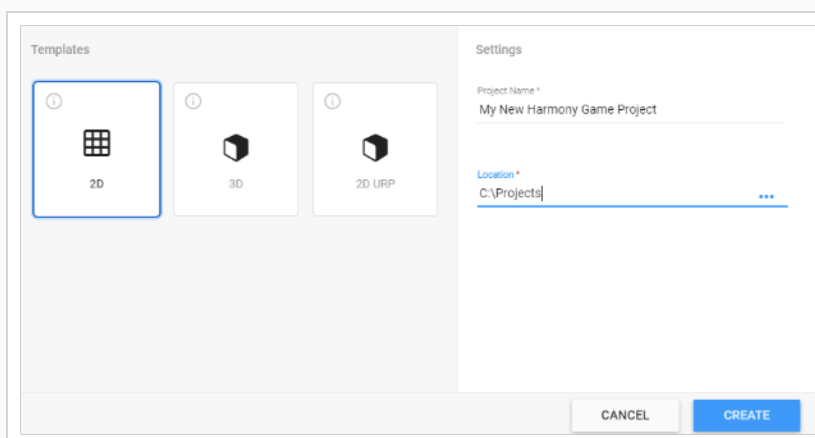 Templates
2D
3D
2D URP
Settings
Project Name *
My New Harmony Game Project
Location *
C:\Projects
CANCEL
CREATE